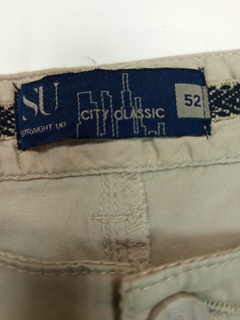 SU
STRAIGHT UP
CITY CLASSIC
52